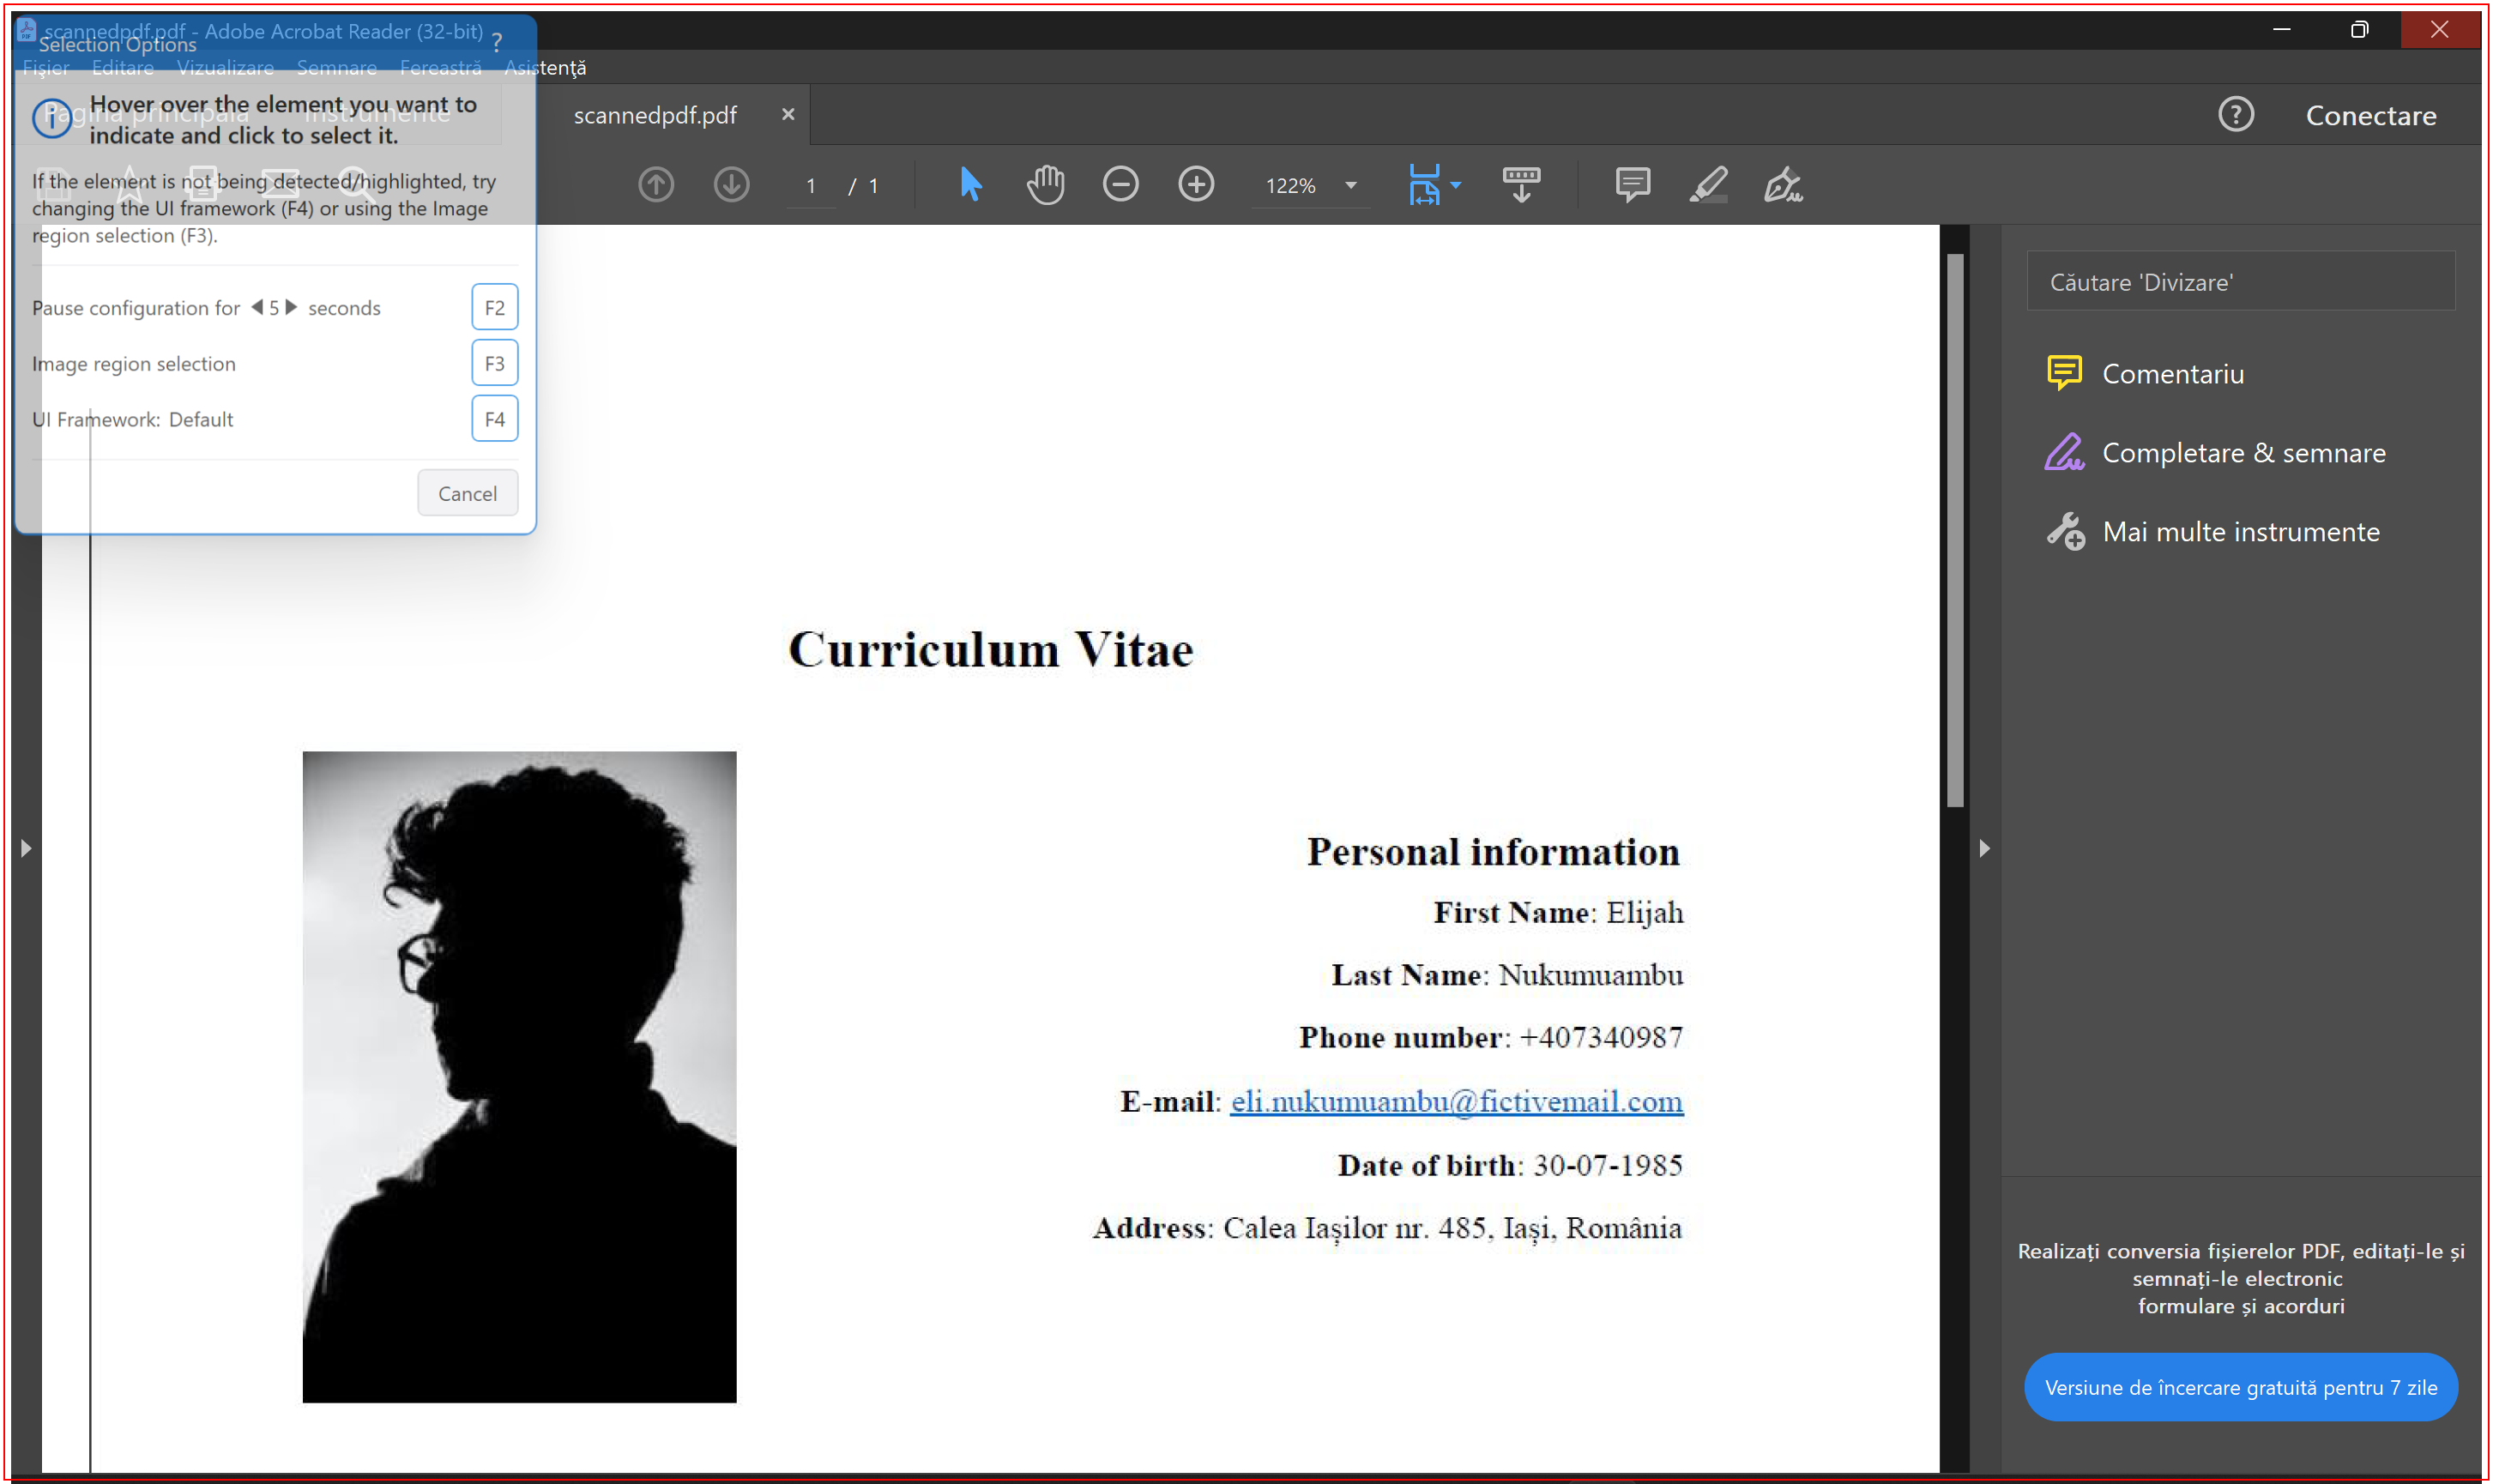 scannedpdf.pdf - Adobe Acrobat Reader (32-bit)
Selection Options ?
Fișier Editare Vizualizare Semnare Fereastră Asistență
Pagina principală Instrumente scannedpdf.pdf × ? Conectare
Hover over the element you want to
indicate and click to select it.
If the element is not being detected/highlighted, try
changing the UI framework (F4) or using the Image
region selection (F3).
Pause configuration for 5 seconds F2
Image region selection F3
UI Framework: Default F4
Cancel
1 / 1 122%
Curriculum Vitae
Personal information
First Name: Elijah
Last Name: Nukumuambu
Phone number: +407340987
E-mail: eli.nukumuambu@fictivemail.com
Date of birth: 30-07-1985
Address: Calea Iașilor nr. 485, Iași, România
Căutare 'Divizare'
Comentariu
Completare & semnare
Mai multe instrumente
Realizați conversia fișierelor PDF, editați-le și
semnați-le electronic
formulare și acorduri
Versiune de încercare gratuită pentru 7 zile